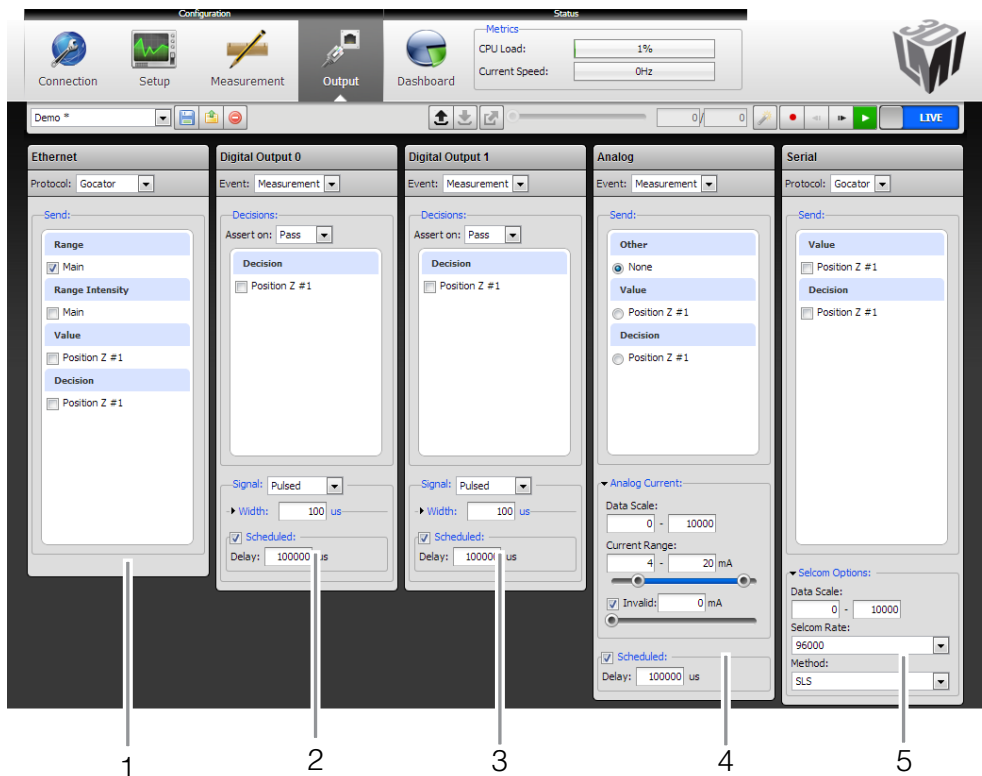 Configuration
Status
Connection
Setup
Measurement
Output
Dashboard
Metrics
CPU Load:
1%
Current Speed:
0Hz
3D
LMI
Demo *
0/
0
LIVE
Ethernet
Protocol: Gocator
Send:
Range
Main
Range Intensity
Main
Value
Position Z #1
Decision
Position Z #1
Digital Output 0
Event: Measurement
Decisions:
Assert on: Pass
Decision
Position Z #1
Signal: Pulsed
Width: 100 us
Scheduled:
Delay: 100000 us
Digital Output 1
Event: Measurement
Decisions:
Assert on: Pass
Decision
Position Z #1
Signal: Pulsed
Width: 100 us
Scheduled:
Delay: 100000 us
Analog
Event: Measurement
Send:
Other
None
Value
Position Z #1
Decision
Position Z #1
Analog Current:
Data Scale:
0 - 10000
Current Range:
4 - 20 mA
Invalid: 0 mA
Scheduled:
Delay: 100000 us
Serial
Protocol: Gocator
Send:
Value
Position Z #1
Decision
Position Z #1
Selcom Options:
Data Scale:
0 - 10000
Selcom Rate:
96000
Method:
SLS
1
2
3
4
5